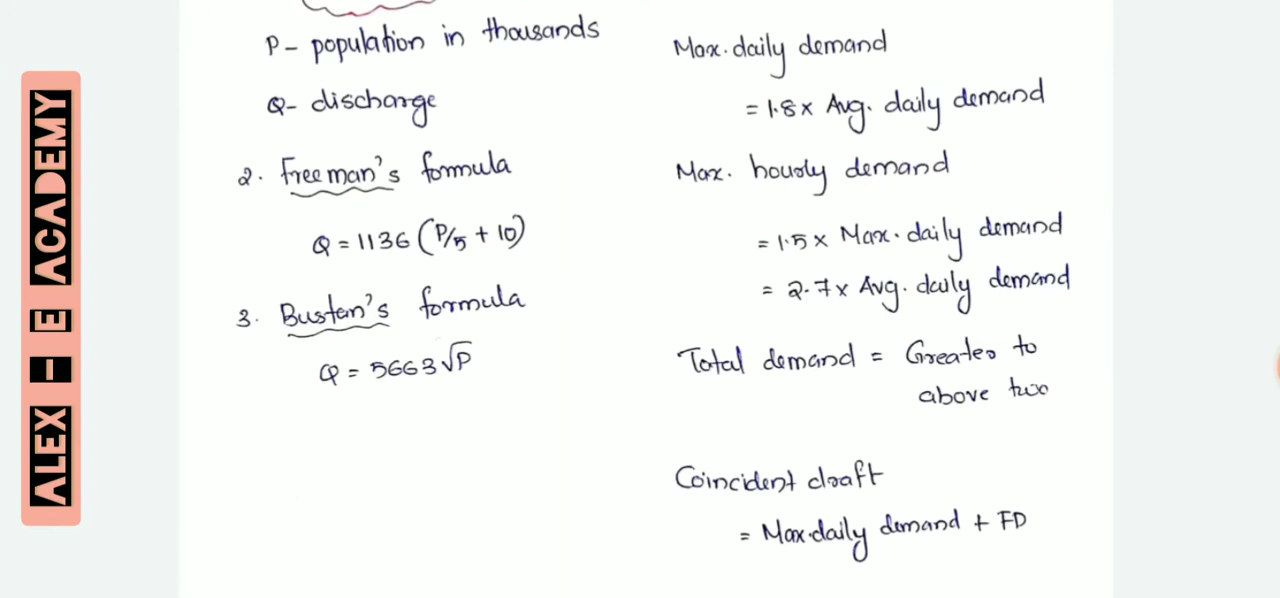 ALEX - E ACADEMY
P - population in thousands
Q - discharge
2. Freeman's formula
Q = 1136 (P/5 + 10)
3. Busten's formula
Q = 5663 √P
Max. daily demand
= 1.8 x Avg. daily demand
Max. hourly demand
= 1.5 x Max. daily demand
= 2.7 x Avg. daily demand
Total demand = Greater to
above two
Coincident draft
= Max. daily demand + FD